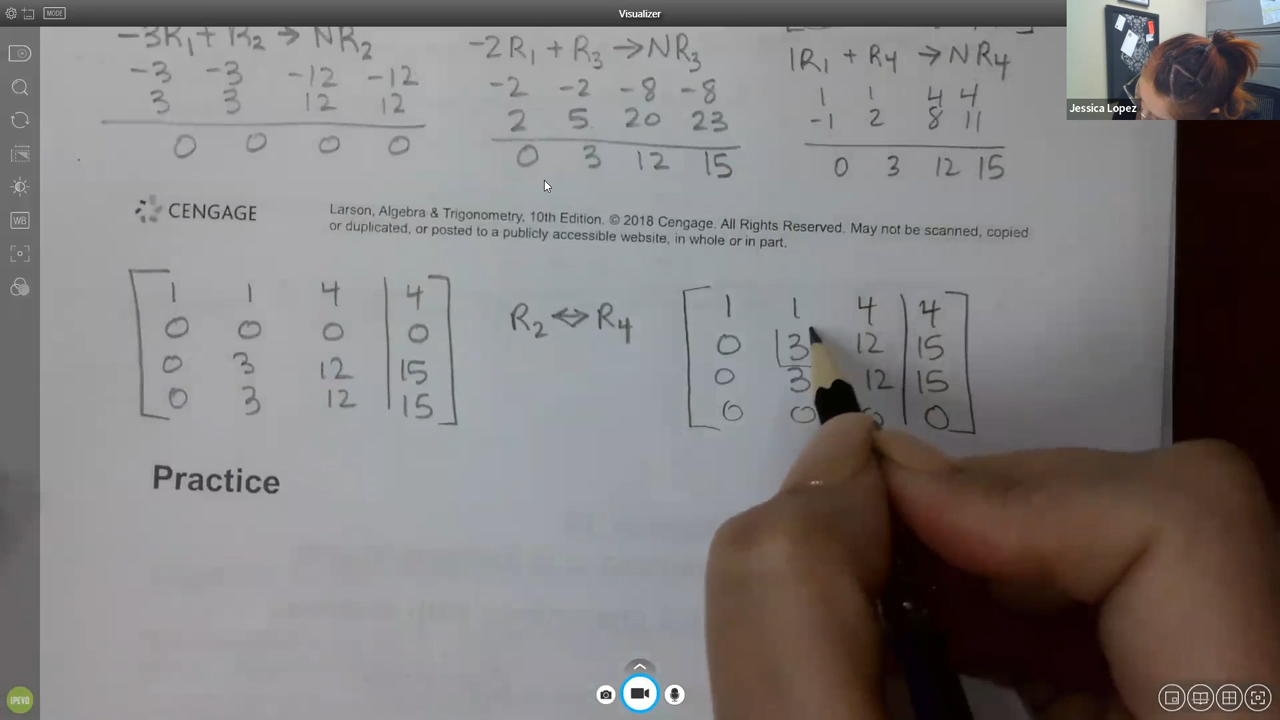 MODE
Visualizer
-3R₁ + R₂ → NR₂
-3 -3 -12 -12
3 3 12 12
0 0 0 0
-2R₁ + R₃ → NR₃
-2 -2 -8 -8
2 5 20 23
0 3 12 15
1R₁ + R₄ → NR₄
1 1 4 4
-1 2 8 11
0 3 12 15
Jessica Lopez
WB
CENGAGE
Larson, Algebra & Trigonometry, 10th Edition. © 2018 Cengage. All Rights Reserved. May not be scanned, copied
or duplicated, or posted to a publicly accessible website, in whole or in part.
1 1 4 | 4
0 0 0 | 0
0 3 12 | 15
0 3 12 | 15
R₂ ⇔ R₄
1 1 4 | 4
0 3 12 | 15
0 3 12 | 15
0 0 0 | 0
Practice
IPEVO